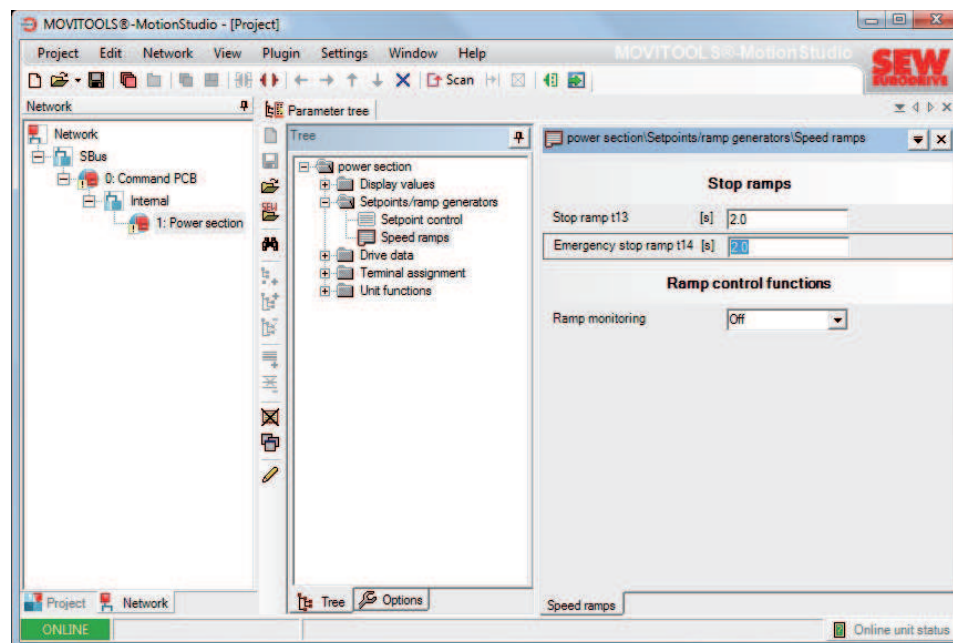 MOVITOOLS®-MotionStudio - [Project]
Project Edit Network View Plugin Settings Window Help
MOVITOOLS®-MotionStudio
SEW
EURODRIVE
Scan
Network
Parameter tree
Network
SBus
0: Command PCB
Internal
1: Power section
Tree
SEW
power section
Display values
Setpoints/ramp generators
Setpoint control
Speed ramps
Drive data
Terminal assignment
Unit functions
power section\Setpoints/ramp generators\Speed ramps
Stop ramps
Stop ramp t13 [s] 2.0
Emergency stop ramp t14 [s] 2.0
Ramp control functions
Ramp monitoring Off
Project Network
Tree Options
Speed ramps
ONLINE
Online unit status